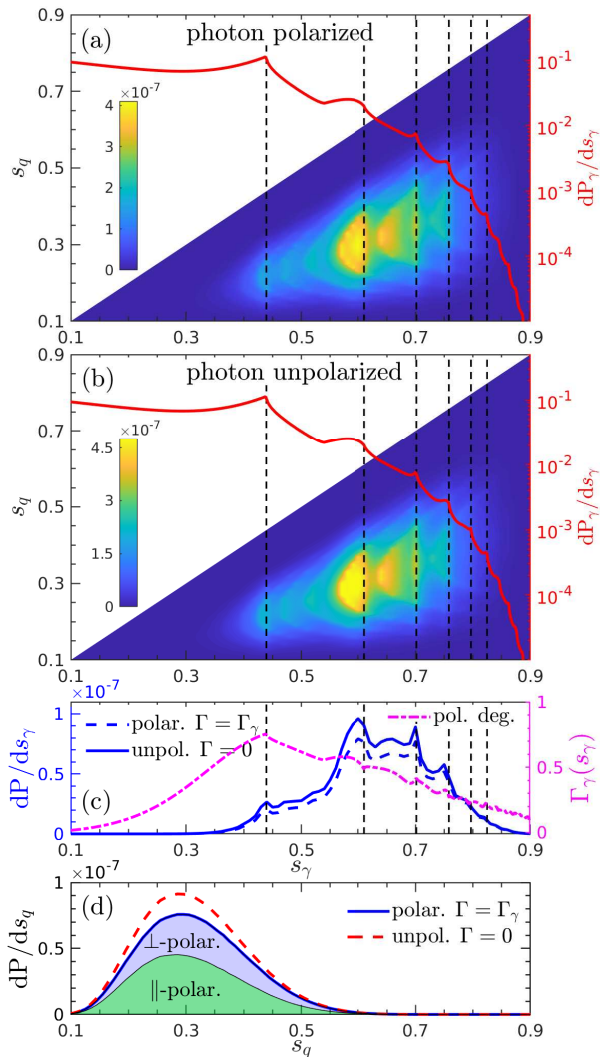 (a) photon polarized
0.9
0.7
0.5
0.3
0.1
s_q
×10⁻⁷
4
3
2
1
0
10⁻¹
10⁻²
10⁻³
10⁻⁴
dP_γ/ds_γ
0.1 0.3 0.5 0.7 0.9
(b) photon unpolarized
0.9
0.7
0.5
0.3
0.1
s_q
×10⁻⁷
4.5
3
1.5
0
10⁻¹
10⁻²
10⁻³
10⁻⁴
dP_γ/ds_γ
0.1 0.3 0.5 0.7 0.9
×10⁻⁷
(c)
polar. Γ = Γ_γ
unpol. Γ = 0
pol. deg.
1
0.5
0
dP/ds_γ
1
0.5
0
Γ_γ(s_γ)
0.1 0.3 0.5 0.7 0.9
s_γ
×10⁻⁷
(d)
polar. Γ = Γ_γ
unpol. Γ = 0
⊥-polar.
∥-polar.
1
0.5
0
dP/ds_q
0.1 0.3 0.5 0.7 0.9
s_q